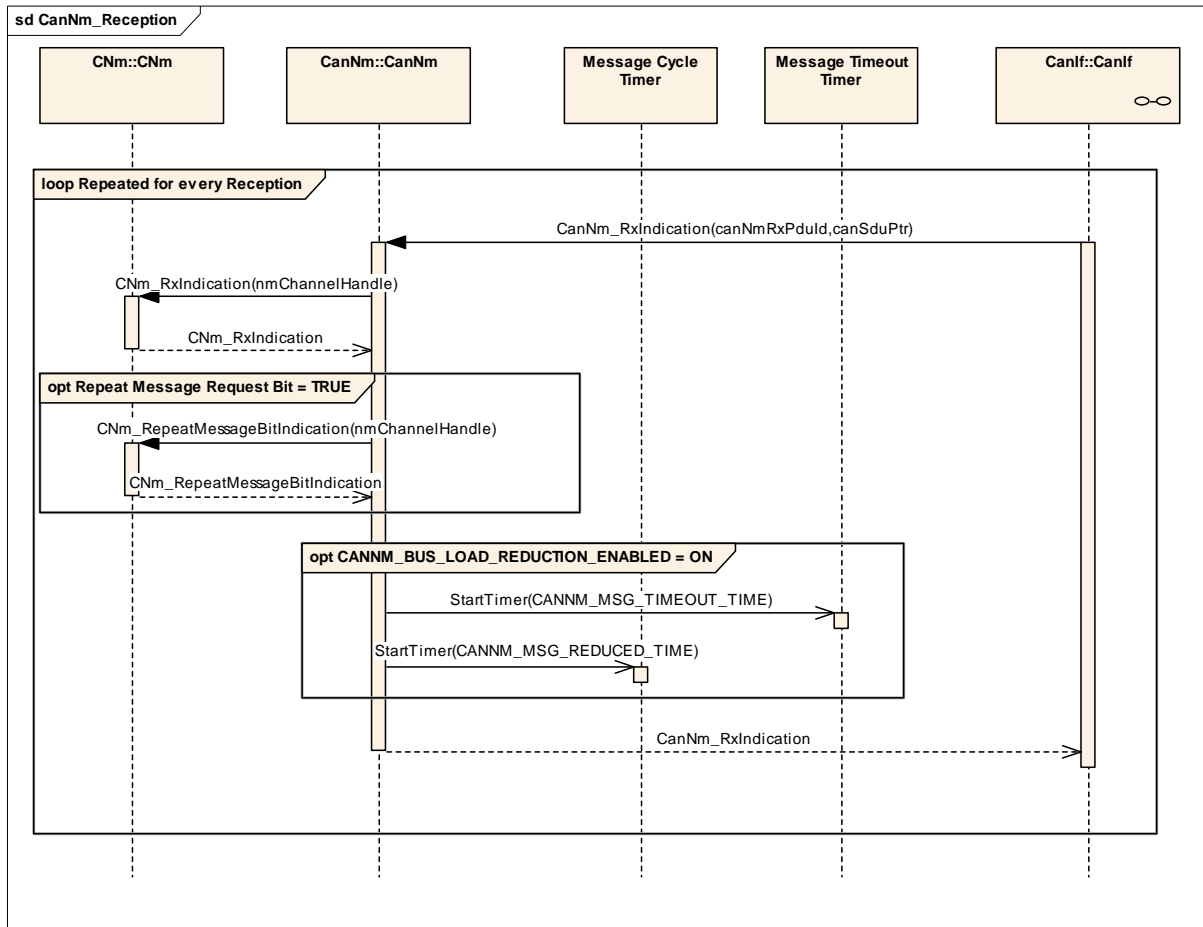 sd CanNm_Reception
CNm::CNm
CanNm::CanNm
Message Cycle
Timer
Message Timeout
Timer
CanIf::CanIf
loop Repeated for every Reception
CanNm_RxIndication(canNmRxPduId,canSduPtr)
CNm_RxIndication(nmChannelHandle)
CNm_RxIndication
opt Repeat Message Request Bit = TRUE
CNm_RepeatMessageBitIndication(nmChannelHandle)
CNm_RepeatMessageBitIndication
opt CANNM_BUS_LOAD_REDUCTION_ENABLED = ON
StartTimer(CANNM_MSG_TIMEOUT_TIME)
StartTimer(CANNM_MSG_REDUCED_TIME)
CanNm_RxIndication